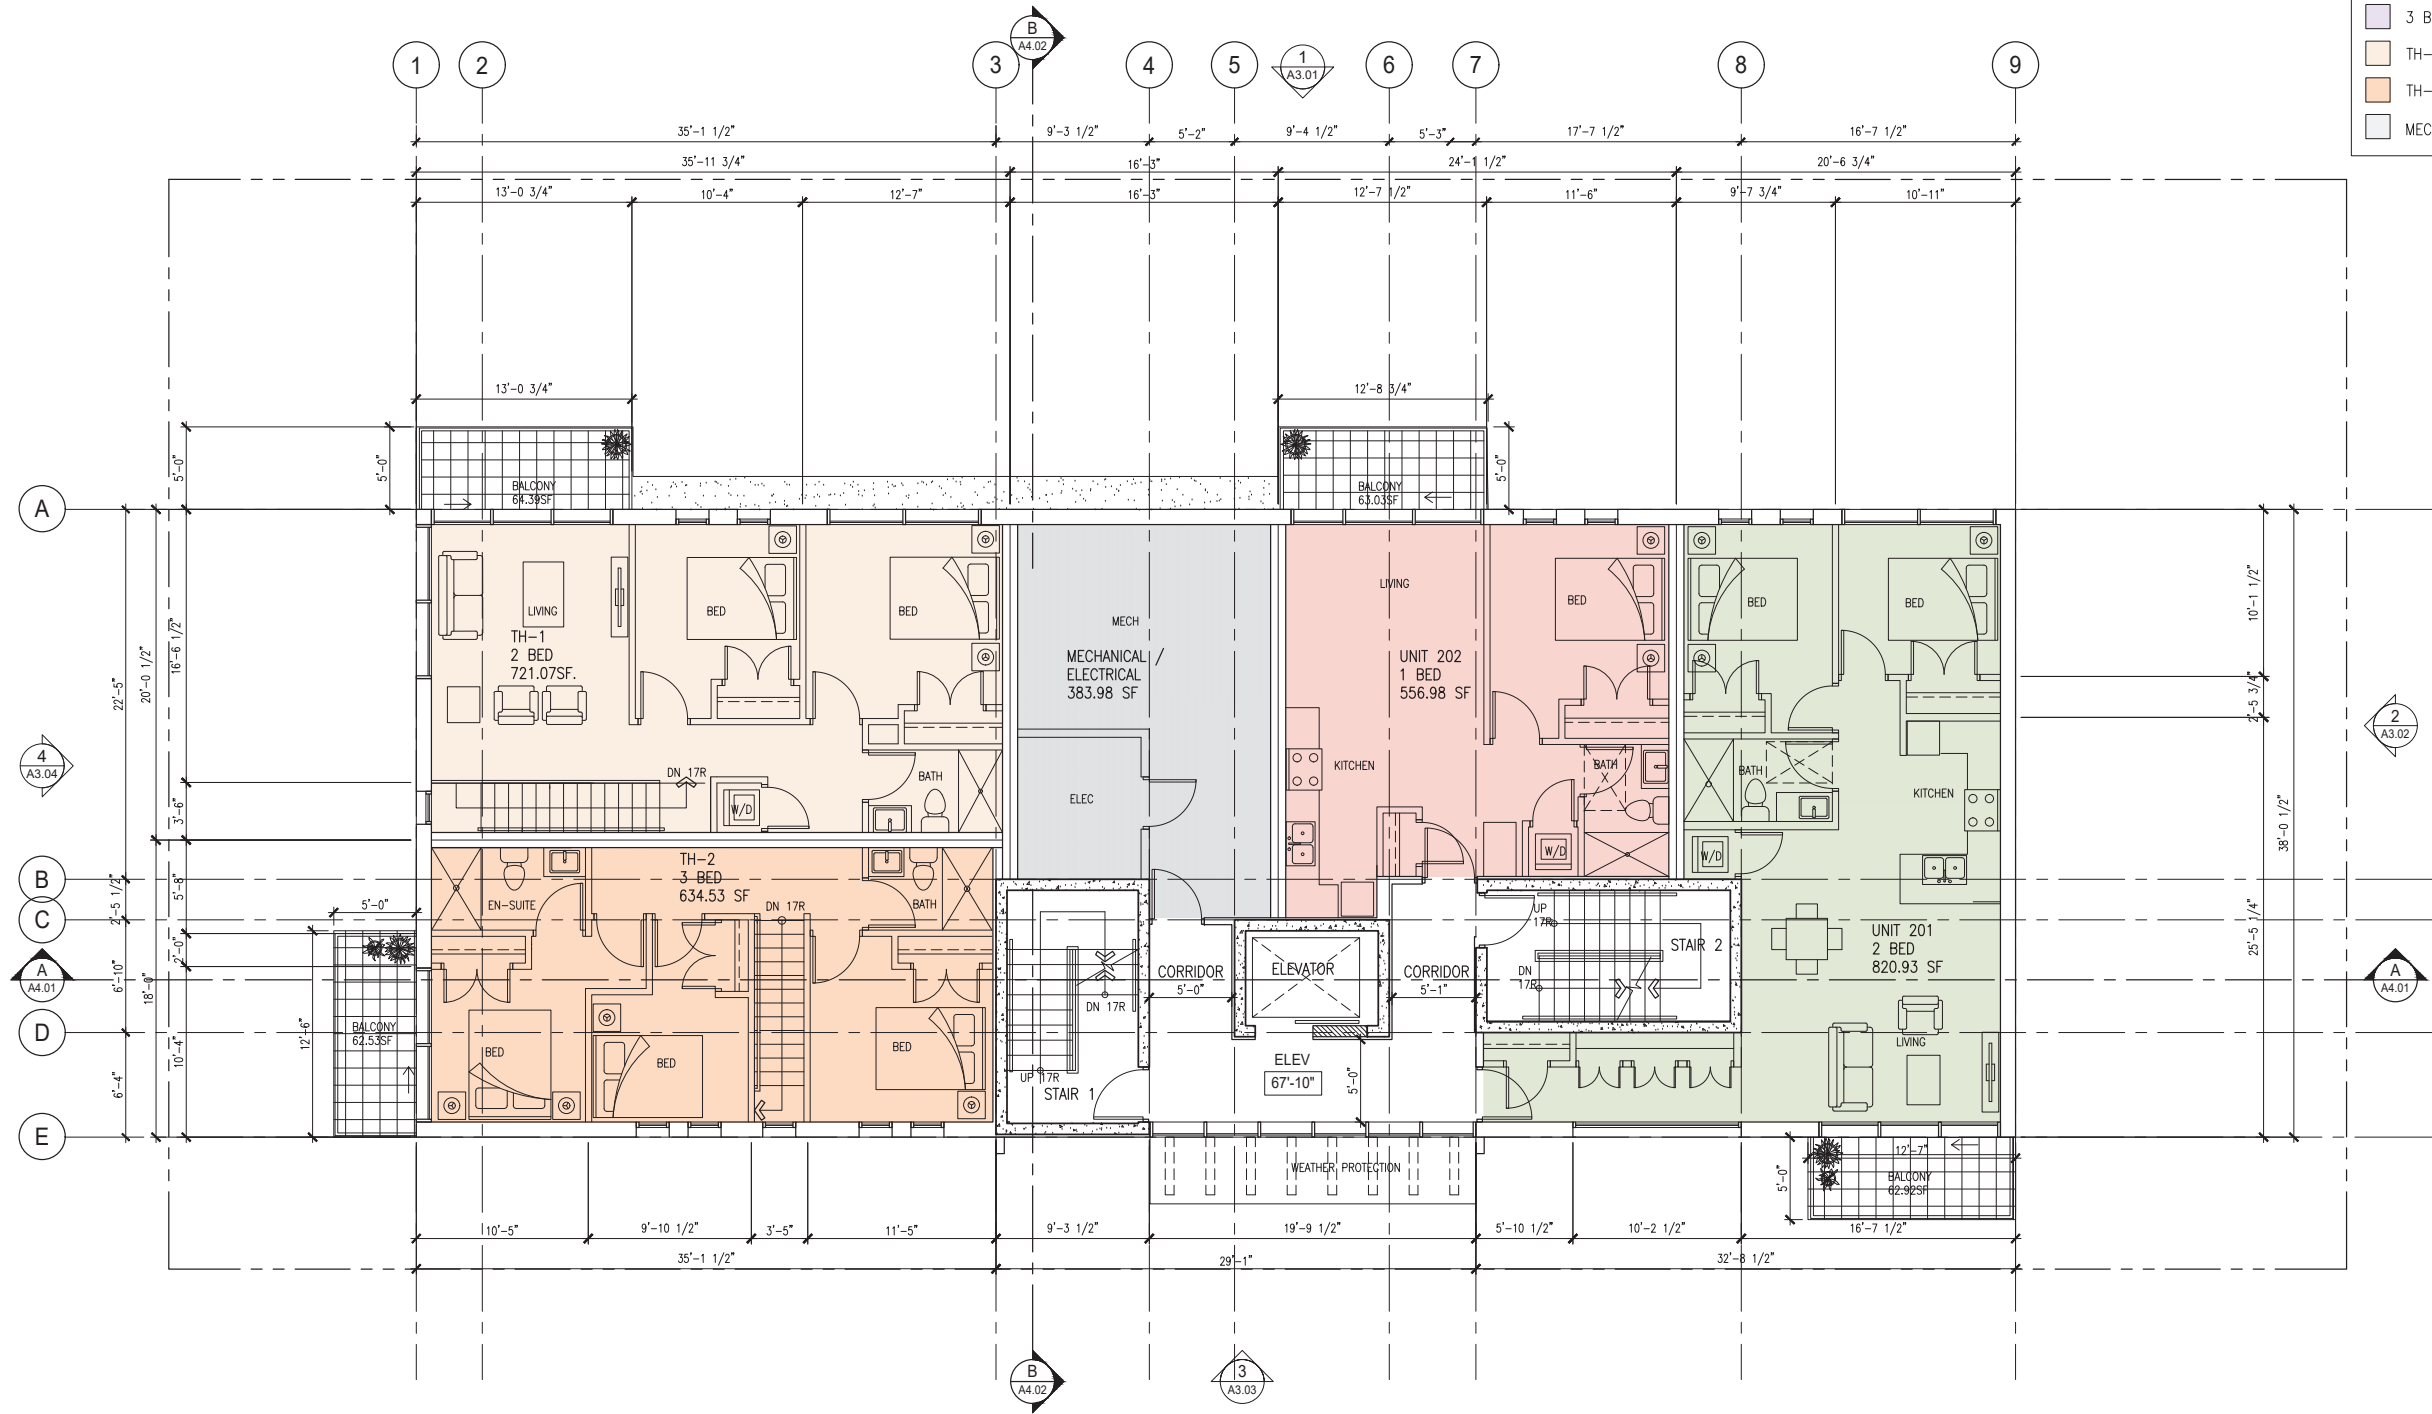 3 B
TH-
TH-
MEC
B
A4.02
1
2
3
4
5
1
A3.01
6
7
8
9
35'-1 1/2"
9'-3 1/2"
5'-2"
9'-4 1/2"
5'-3"
17'-7 1/2"
16'-7 1/2"
35'-11 3/4"
16'-3"
24'-1 1/2"
20'-6 3/4"
13'-0 3/4"
10'-4"
12'-7"
16'-3"
12'-7 1/2"
11'-6"
9'-7 3/4"
10'-11"
13'-0 3/4"
12'-8 3/4"
5'-0"
5'-0"
5'-0"
BALCONY
64.39SF
BALCONY
63.03SF
A
LIVING
BED
BED
TH-1
2 BED
721.07SF.
MECH
MECHANICAL /
ELECTRICAL
383.98 SF
LIVING
BED
UNIT 202
1 BED
556.98 SF
BED
BED
22'-5"
20'-0 1/2"
16'-6 1/2"
10'-1 1/2"
2'-5 3/4"
4
A3.04
2
A3.02
DN 17R
BATH
W/D
ELEC
KITCHEN
BATH
W/D
BATH
KITCHEN
W/D
3'-6"
38'-0 1/2"
TH-2
3 BED
634.53 SF
DN 17R
EN-SUITE
BATH
B
C
2'-5 1/2"
5'-8"
5'-0"
2'-0"
UP
17R
STAIR 2
DN
17R
UNIT 201
2 BED
820.93 SF
25'-5 1/4"
A
A4.01
A
A4.01
6'-10"
18'-0"
CORRIDOR
5'-0"
ELEVATOR
CORRIDOR
5'-1"
DN 17R
D
BALCONY
62.53SF
12'-6"
10'-4"
6'-4"
BED
BED
BED
LIVING
UP 17R
STAIR 1
ELEV
67'-10"
5'-0"
E
WEATHER PROTECTION
5'-0"
12'-7"
BALCONY
62.92SF
10'-5"
9'-10 1/2"
3'-5"
11'-5"
9'-3 1/2"
19'-9 1/2"
5'-10 1/2"
10'-2 1/2"
16'-7 1/2"
35'-1 1/2"
29'-1"
32'-8 1/2"
B
A4.02
3
A3.03